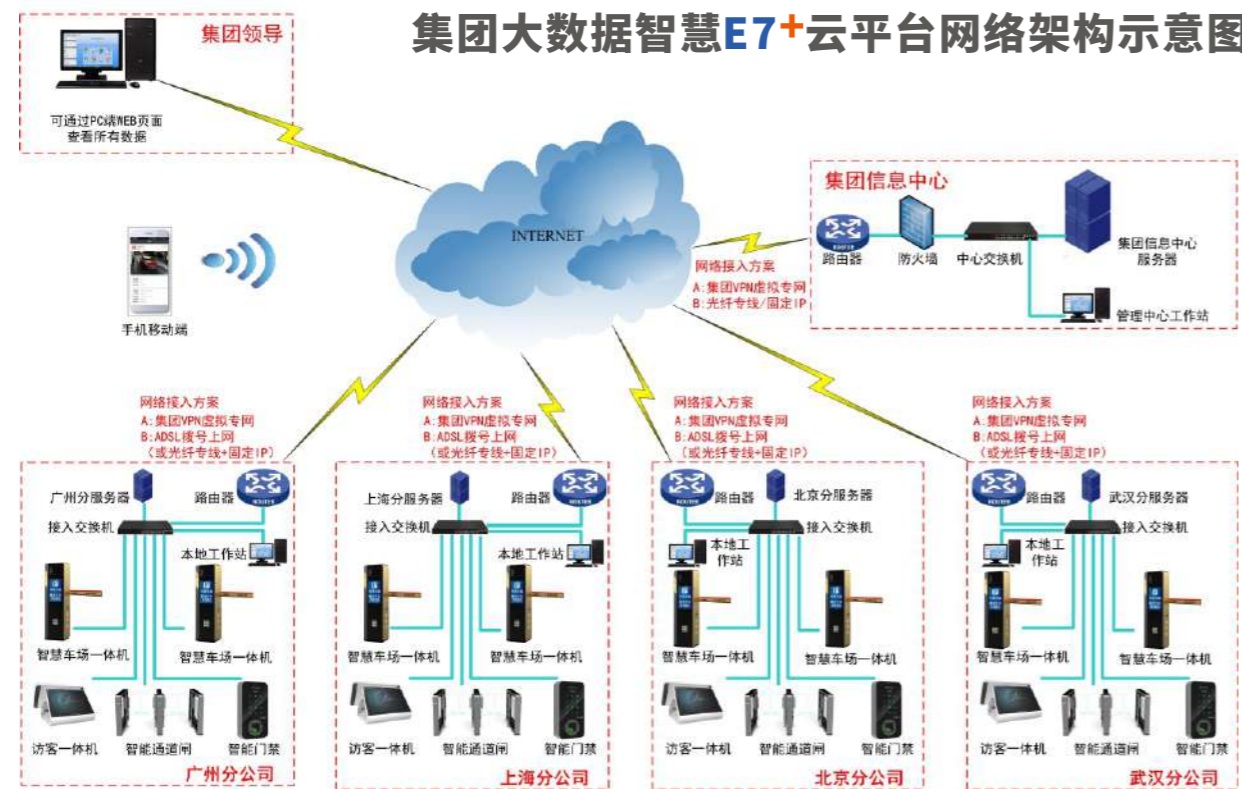 集团大数据智慧E7+云平台网络架构示意图
集团领导
可通过PC端WEB页面
查看所有数据
手机移动端
INTERNET
集团信息中心
路由器
防火墙
中心交换机
集团信息中心
服务器
管理中心工作站
网络接入方案
A:集团VPN虚拟专网
B:光纤专线/固定IP
网络接入方案
A:集团VPN虚拟专网
B:ADSL拨号上网
(或光纤专线+固定IP)
广州分服务器
路由器
ROUTER
接入交换机
本地工作站
智慧车场一体机
智慧车场一体机
访客一体机
智能通道闸
智能门禁
广州分公司
网络接入方案
A:集团VPN虚拟专网
B:ADSL拨号上网
(或光纤专线+固定IP)
上海分服务器
路由器
ROUTER
接入交换机
本地工作站
智慧车场一体机
智慧车场一体机
访客一体机
智能通道闸
智能门禁
上海分公司
网络接入方案
A:集团VPN虚拟专网
B:ADSL拨号上网
(或光纤专线+固定IP)
ROUTER
路由器
北京分服务器
接入交换机
本地工
作站
智慧车场一体机
智慧车场一体机
访客一体机
智能通道闸
智能门禁
北京分公司
网络接入方案
A:集团VPN虚拟专网
B:ADSL拨号上网
(或光纤专线+固定IP)
ROUTER
路由器
武汉分服务器
接入交换机
本地工
作站
智慧车场一体机
智慧车场一体机
访客一体机
智能通道闸
智能门禁
武汉分公司